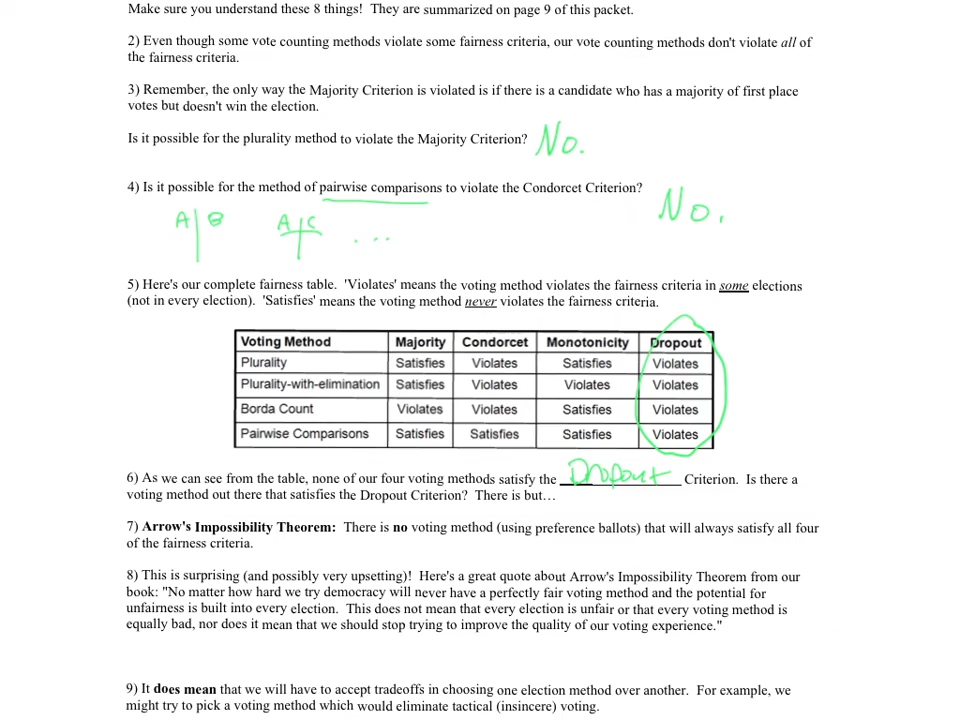 Make sure you understand these 8 things!  They are summarized on page 9 of this packet.
2) Even though some vote counting methods violate some fairness criteria, our vote counting methods don't violate all of
the fairness criteria.
3) Remember, the only way the Majority Criterion is violated is if there is a candidate who has a majority of first place
votes but doesn't win the election.
Is it possible for the plurality method to violate the Majority Criterion? No.
4) Is it possible for the method of pairwise comparisons to violate the Condorcet Criterion? No.
A|B A|C ...
5) Here's our complete fairness table.  'Violates' means the voting method violates the fairness criteria in some elections
(not in every election).  'Satisfies' means the voting method never violates the fairness criteria.
Voting Method Majority Condorcet Monotonicity Dropout
Plurality Satisfies Violates Satisfies Violates
Plurality-with-elimination Satisfies Violates Violates Violates
Borda Count Violates Violates Satisfies Violates
Pairwise Comparisons Satisfies Satisfies Satisfies Violates
6) As we can see from the table, none of our four voting methods satisfy the Dropout Criterion.  Is there a
voting method out there that satisfies the Dropout Criterion?  There is but…
7) Arrow's Impossibility Theorem:  There is no voting method (using preference ballots) that will always satisfy all four
of the fairness criteria.
8) This is surprising (and possibly very upsetting)!  Here's a great quote about Arrow's Impossibility Theorem from our
book: "No matter how hard we try democracy will never have a perfectly fair voting method and the potential for
unfairness is built into every election.  This does not mean that every election is unfair or that every voting method is
equally bad, nor does it mean that we should stop trying to improve the quality of our voting experience."
9) It does mean that we will have to accept tradeoffs in choosing one election method over another.  For example, we
might try to pick a voting method which would eliminate tactical (insincere) voting.